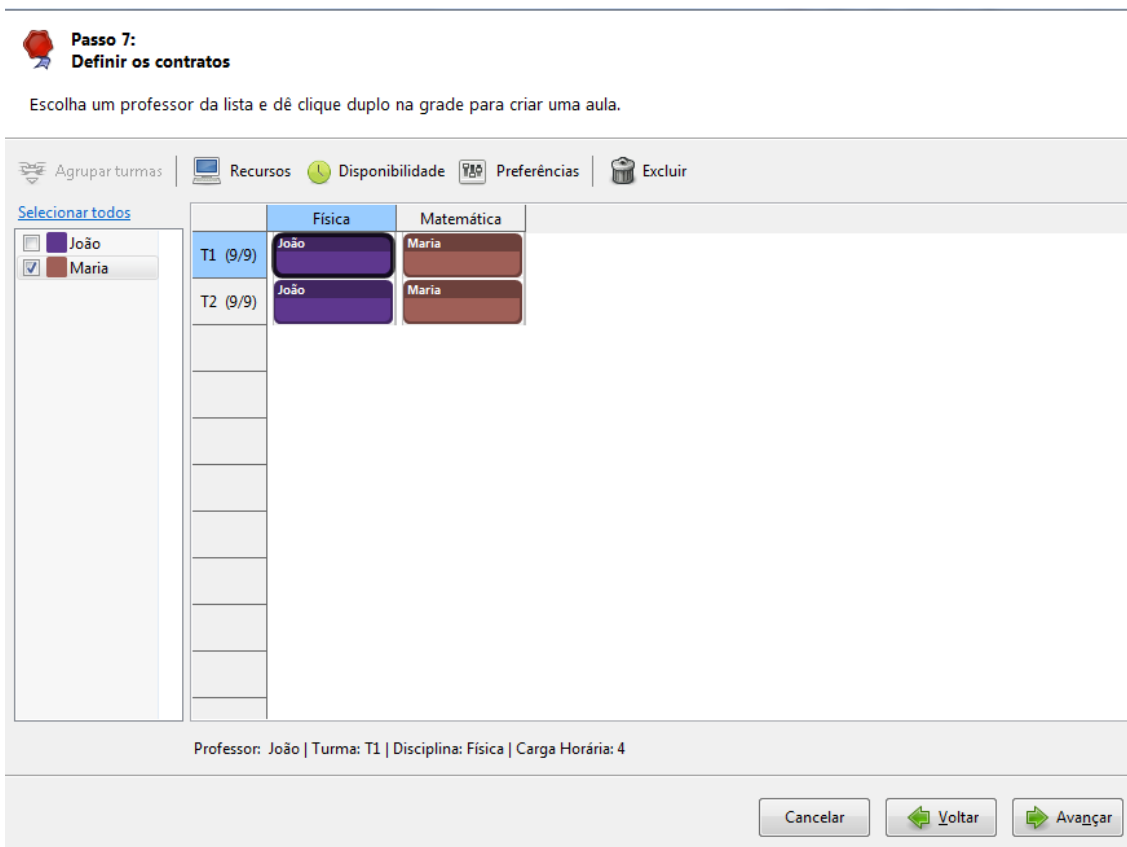 Passo 7:
Definir os contratos
Escolha um professor da lista e dê clique duplo na grade para criar uma aula.
Agrupar turmas Recursos Disponibilidade Preferências Excluir
Selecionar todos
João
Maria
Física Matemática
T1 (9/9) João Maria
T2 (9/9) João Maria
Professor: João | Turma: T1 | Disciplina: Física | Carga Horária: 4
Cancelar Voltar Avançar